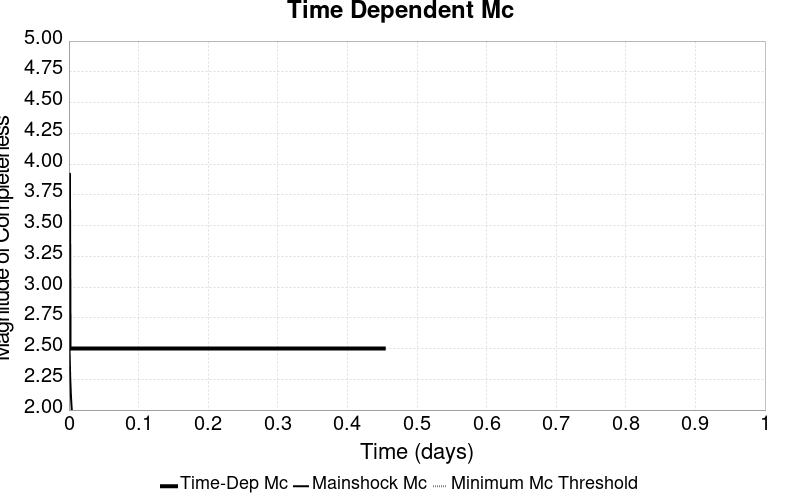 Time Dependent Mc
5.00
4.75
4.50
4.25
4.00
3.75
3.50
3.25
3.00
2.75
2.50
2.25
2.00
Magnitude of Completeness
0 0.1 0.2 0.3 0.4 0.5 0.6 0.7 0.8 0.9 1
Time (days)
Time-Dep Mc Mainshock Mc Minimum Mc Threshold